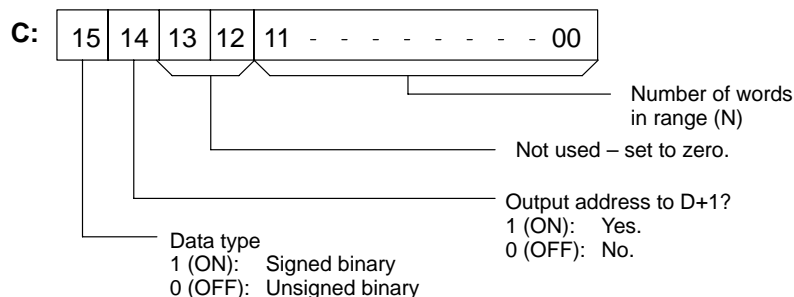 C: 15 14 13 12 11 - - - - - - - - 00
Number of words
in range (N)
Not used – set to zero.
Output address to D+1?
1 (ON): Yes.
0 (OFF): No.
Data type
1 (ON): Signed binary
0 (OFF): Unsigned binary